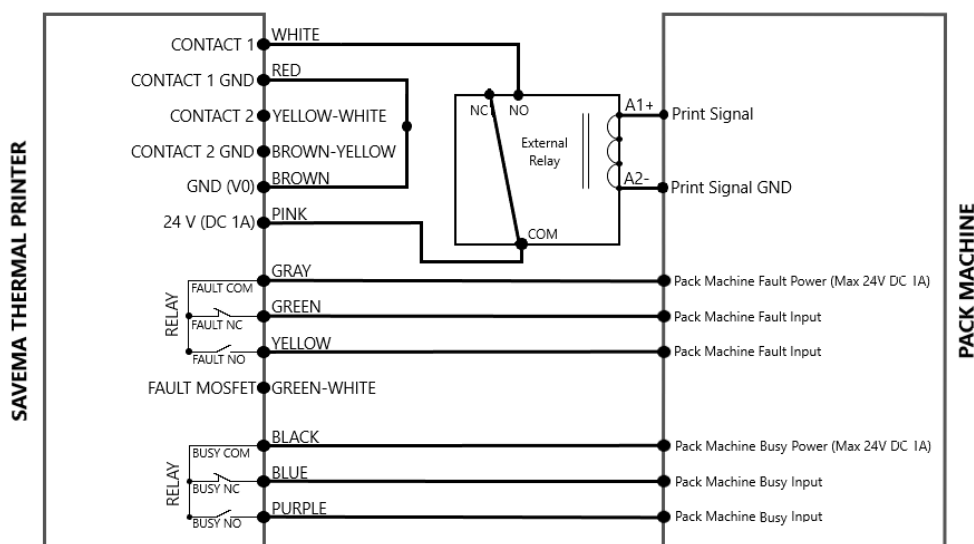 SAVEMA THERMAL PRINTER
CONTACT 1
WHITE
CONTACT 1 GND
RED
CONTACT 2
YELLOW-WHITE
CONTACT 2 GND
BROWN-YELLOW
GND (V0)
BROWN
24 V (DC 1A)
PINK
NC
NO
External
Relay
COM
A1+
Print Signal
A2-
Print Signal GND
RELAY
FAULT COM
GRAY
Pack Machine Fault Power (Max 24V DC 1A)
FAULT NC
GREEN
Pack Machine Fault Input
FAULT NO
YELLOW
Pack Machine Fault Input
FAULT MOSFET
GREEN-WHITE
RELAY
BUSY COM
BLACK
Pack Machine Busy Power (Max 24V DC 1A)
BUSY NC
BLUE
Pack Machine Busy Input
BUSY NO
PURPLE
Pack Machine Busy Input
PACK MACHINE